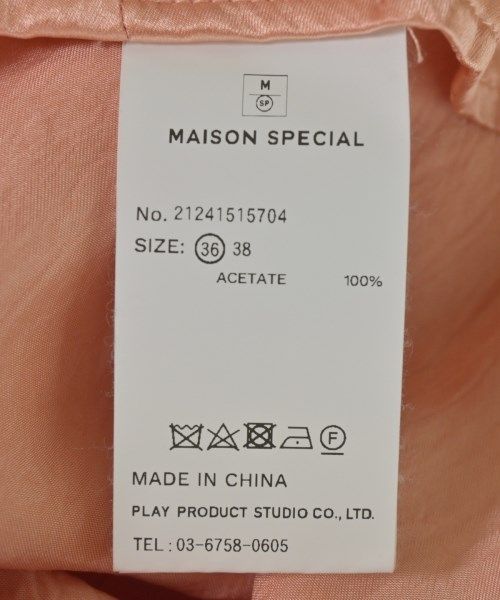 M
SP
MAISON SPECIAL
No. 21241515704
SIZE: 36 38
ACETATE 100%
F
MADE IN CHINA
PLAY PRODUCT STUDIO CO., LTD.
TEL : 03-6758-0605